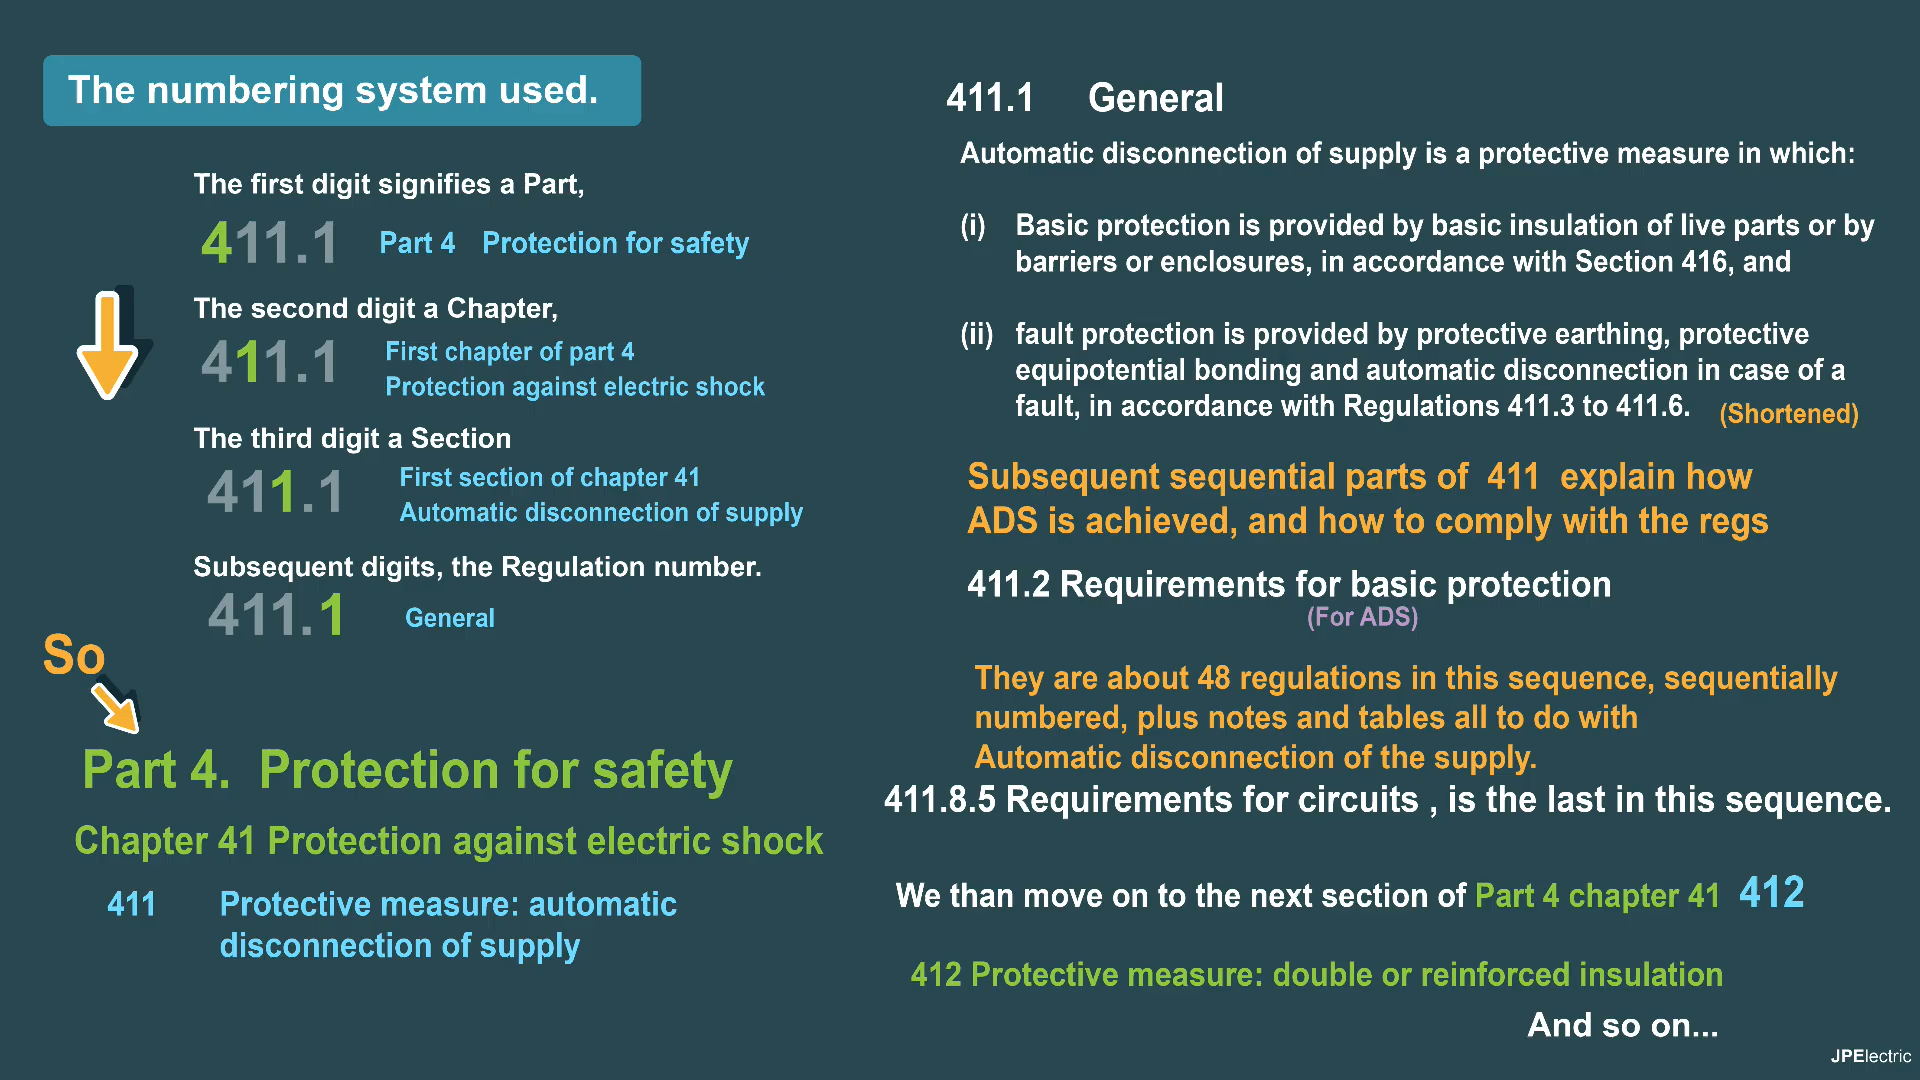 The numbering system used.
The first digit signifies a Part,
411.1 Part 4 Protection for safety
The second digit a Chapter,
411.1 First chapter of part 4
Protection against electric shock
The third digit a Section
411.1 First section of chapter 41
Automatic disconnection of supply
Subsequent digits, the Regulation number.
411.1 General
So
Part 4. Protection for safety
Chapter 41 Protection against electric shock
411 Protective measure: automatic
disconnection of supply
411.1 General
Automatic disconnection of supply is a protective measure in which:
(i) Basic protection is provided by basic insulation of live parts or by
barriers or enclosures, in accordance with Section 416, and
(ii) fault protection is provided by protective earthing, protective
equipotential bonding and automatic disconnection in case of a
fault, in accordance with Regulations 411.3 to 411.6. (Shortened)
Subsequent sequential parts of 411 explain how
ADS is achieved, and how to comply with the regs
411.2 Requirements for basic protection
(For ADS)
They are about 48 regulations in this sequence, sequentially
numbered, plus notes and tables all to do with
Automatic disconnection of the supply.
411.8.5 Requirements for circuits , is the last in this sequence.
We than move on to the next section of Part 4 chapter 41 412
412 Protective measure: double or reinforced insulation
And so on...
JPElectric